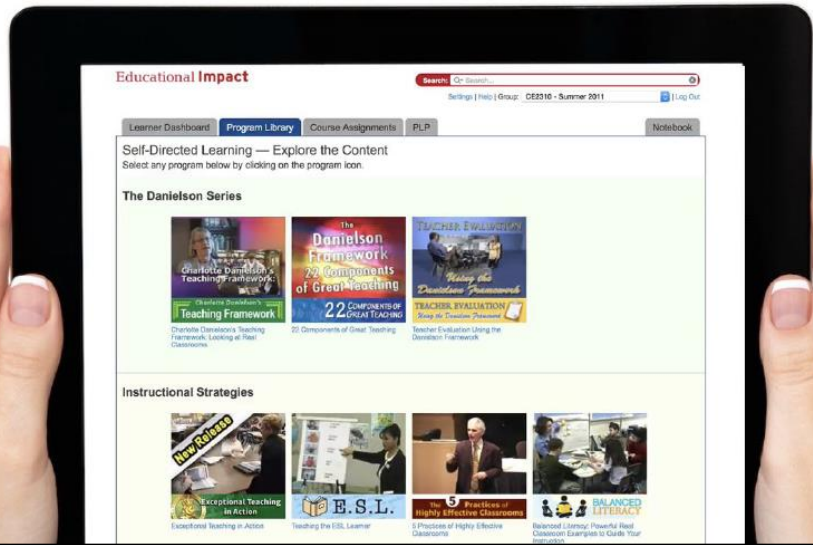 Educational Impact
Search: Search...
Settings | Help | Group: CE2310 - Summer 2011 | Log Out
Learner Dashboard Program Library Course Assignments PLP Notebook
Self-Directed Learning — Explore the Content
Select any program below by clicking on the program icon.
The Danielson Series
Charlotte Danielson's
Teaching Framework:
Charlotte Danielson's
Teaching Framework
Charlotte Danielson's Teaching
Framework: Looking at Real
Classrooms
The
Danielson
Framework
22 Components
of Great Teaching
22 COMPONENTS OF
GREAT TEACHING
22 Components of Great Teaching
TEACHER EVALUATION
Using the
Danielson Framework
TEACHER EVALUATION
Using the Danielson Framework
Teacher Evaluation Using the
Danielson Framework
Instructional Strategies
New Release
Exceptional Teaching
in Action
Exceptional Teaching in Action
E.S.L.
Teaching the ESL Learner
The 5 Practices of
Highly Effective Classrooms
5 Practices of Highly Effective
Classrooms
BALANCED
LITERACY
Balanced Literacy: Powerful Real
Classroom Examples to Guide Your
Instruction